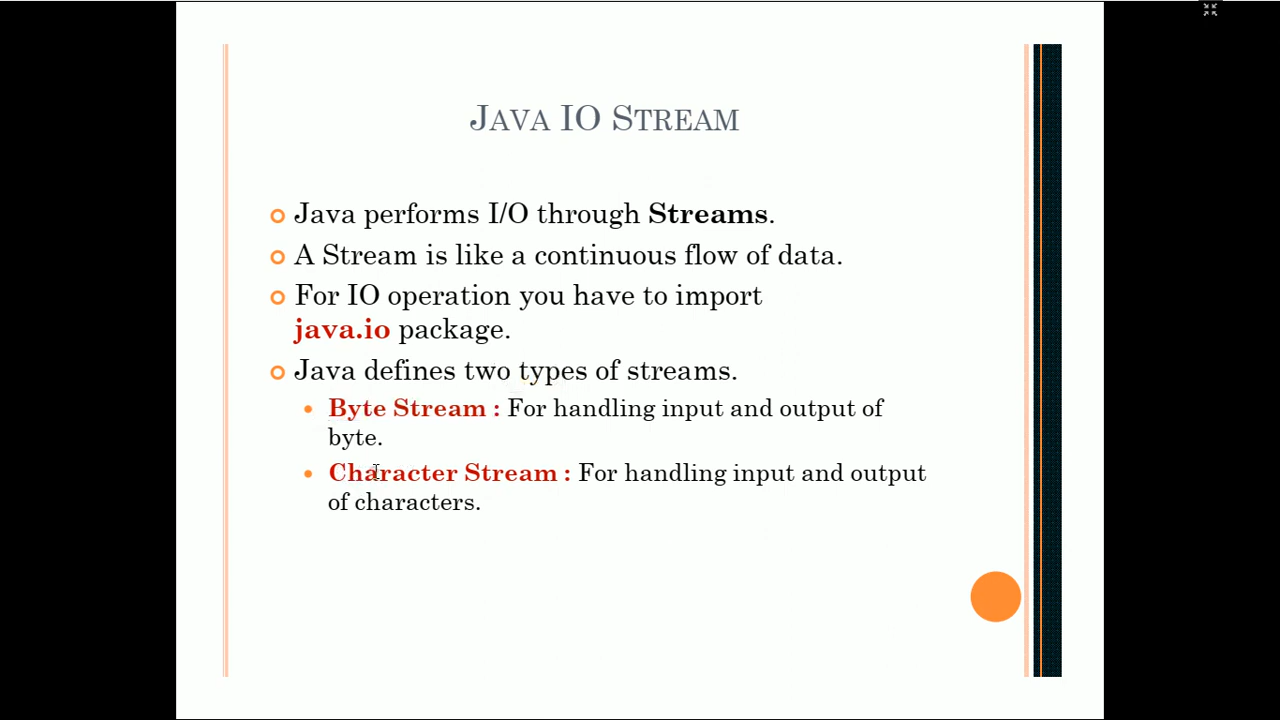 JAVA IO STREAM
Java performs I/O through Streams.
A Stream is like a continuous flow of data.
For IO operation you have to import
java.io package.
Java defines two types of streams.
Byte Stream : For handling input and output of
byte.
Character Stream : For handling input and output
of characters.